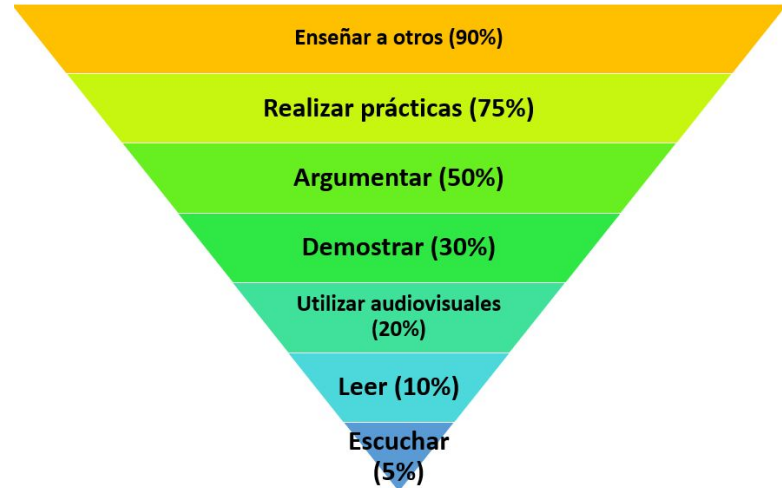 Enseñar a otros (90%)
Realizar prácticas (75%)
Argumentar (50%)
Demostrar (30%)
Utilizar audiovisuales
(20%)
Leer (10%)
Escuchar
(5%)